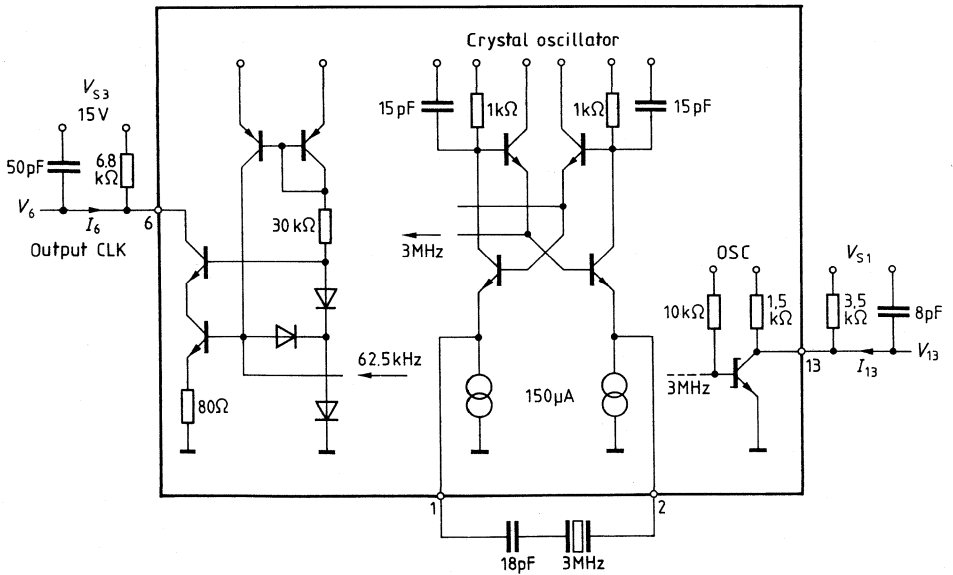 Crystal oscillator
V_S3
15V
50pF
6.8
kΩ
V_6
I_6
6
Output CLK
30kΩ
80Ω
62.5kHz
15pF
1kΩ
1kΩ
15pF
3MHz
150µA
OSC
10kΩ
1,5
kΩ
3MHz
V_S1
3,5
kΩ
8pF
13
I_13
V_13
1
2
18pF
3MHz